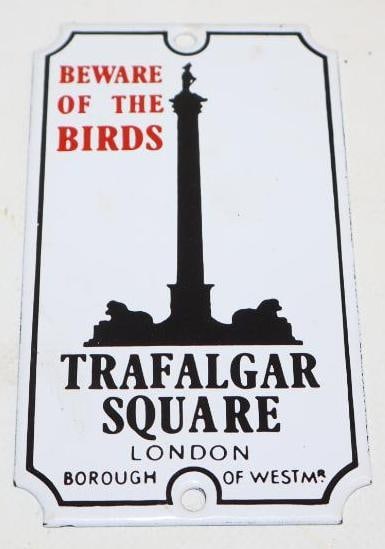 BEWARE
OF THE
BIRDS
TRAFALGAR
SQUARE
LONDON
BOROUGH OF WESTMR